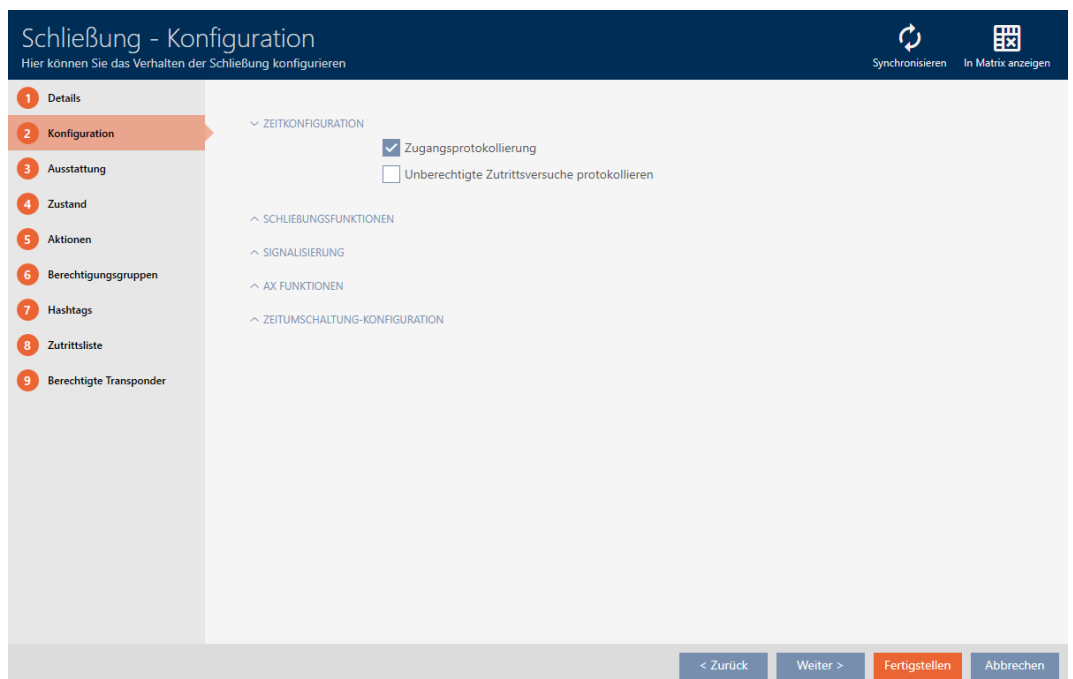 Schließung - Konfiguration
Hier können Sie das Verhalten der Schließung konfigurieren
Synchronisieren
In Matrix anzeigen
1 Details
2 Konfiguration
3 Ausstattung
4 Zustand
5 Aktionen
6 Berechtigungsgruppen
7 Hashtags
8 Zutrittsliste
9 Berechtigte Transponder
ZEITKONFIGURATION
Zugangsprotokollierung
Unberechtigte Zutrittsversuche protokollieren
SCHLIEßUNGSFUNKTIONEN
SIGNALISIERUNG
AX FUNKTIONEN
ZEITUMSCHALTUNG-KONFIGURATION
< Zurück
Weiter >
Fertigstellen
Abbrechen